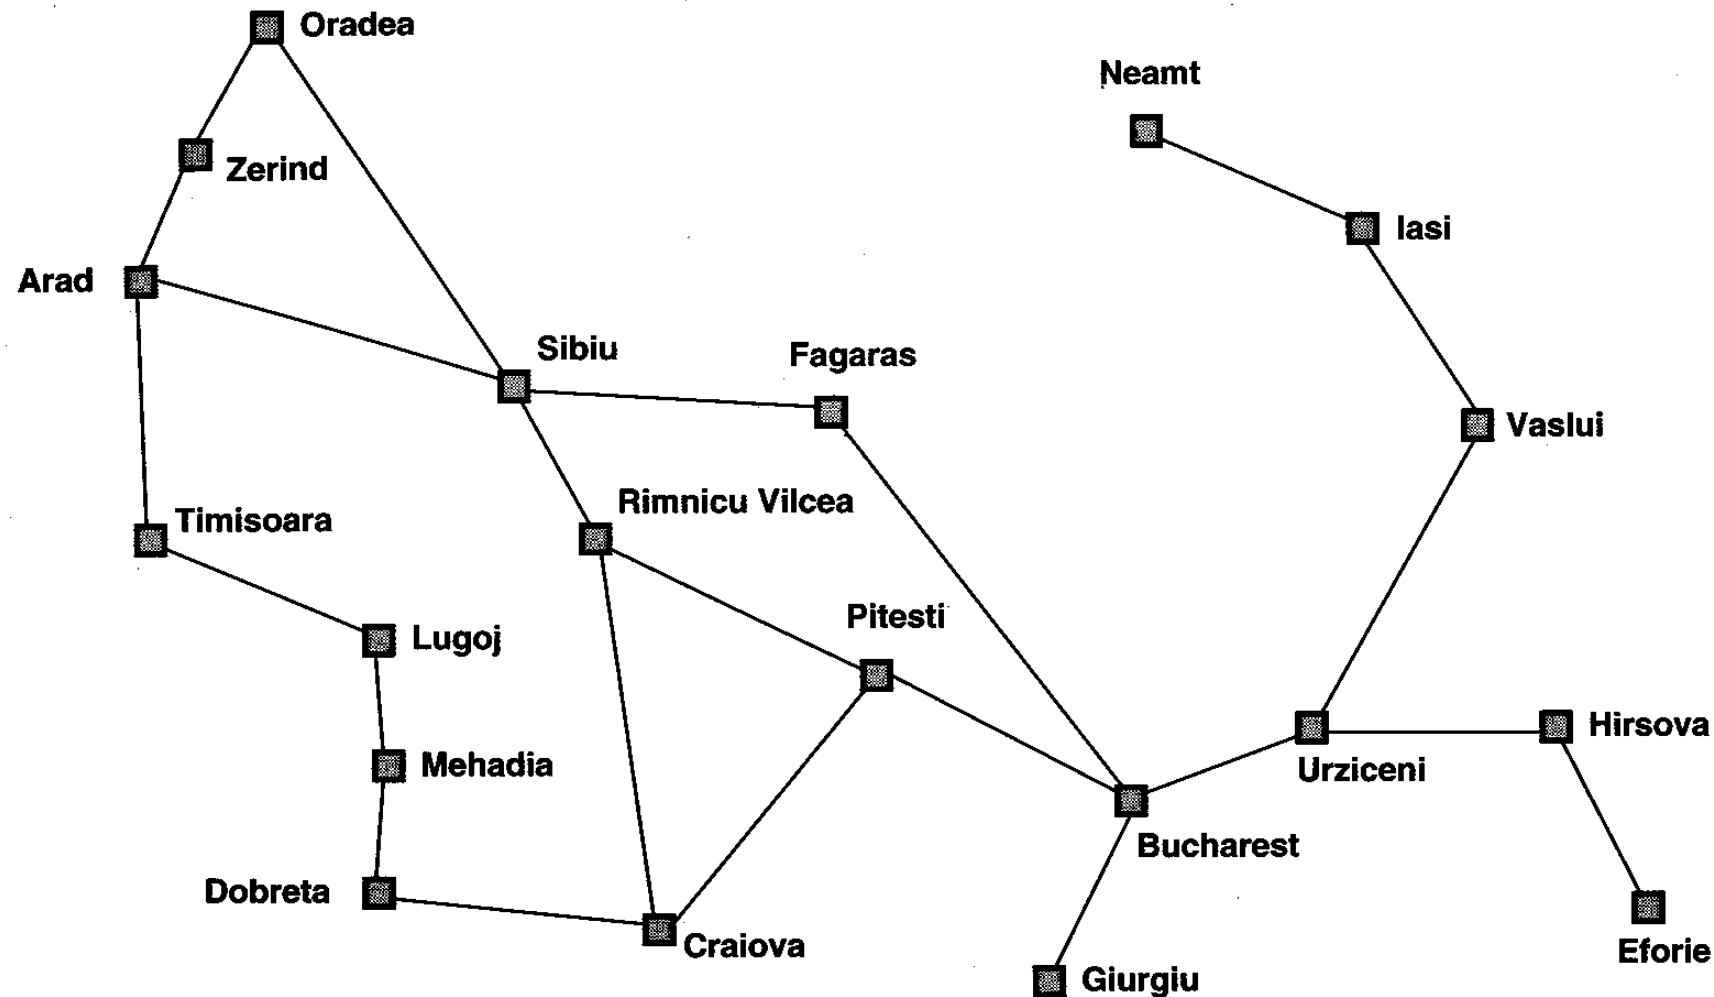 Oradea
Neamt
Zerind
Iasi
Arad
Sibiu
Fagaras
Vaslui
Rimnicu Vilcea
Timisoara
Pitesti
Lugoj
Hirsova
Mehadia
Urziceni
Bucharest
Dobreta
Craiova
Eforie
Giurgiu